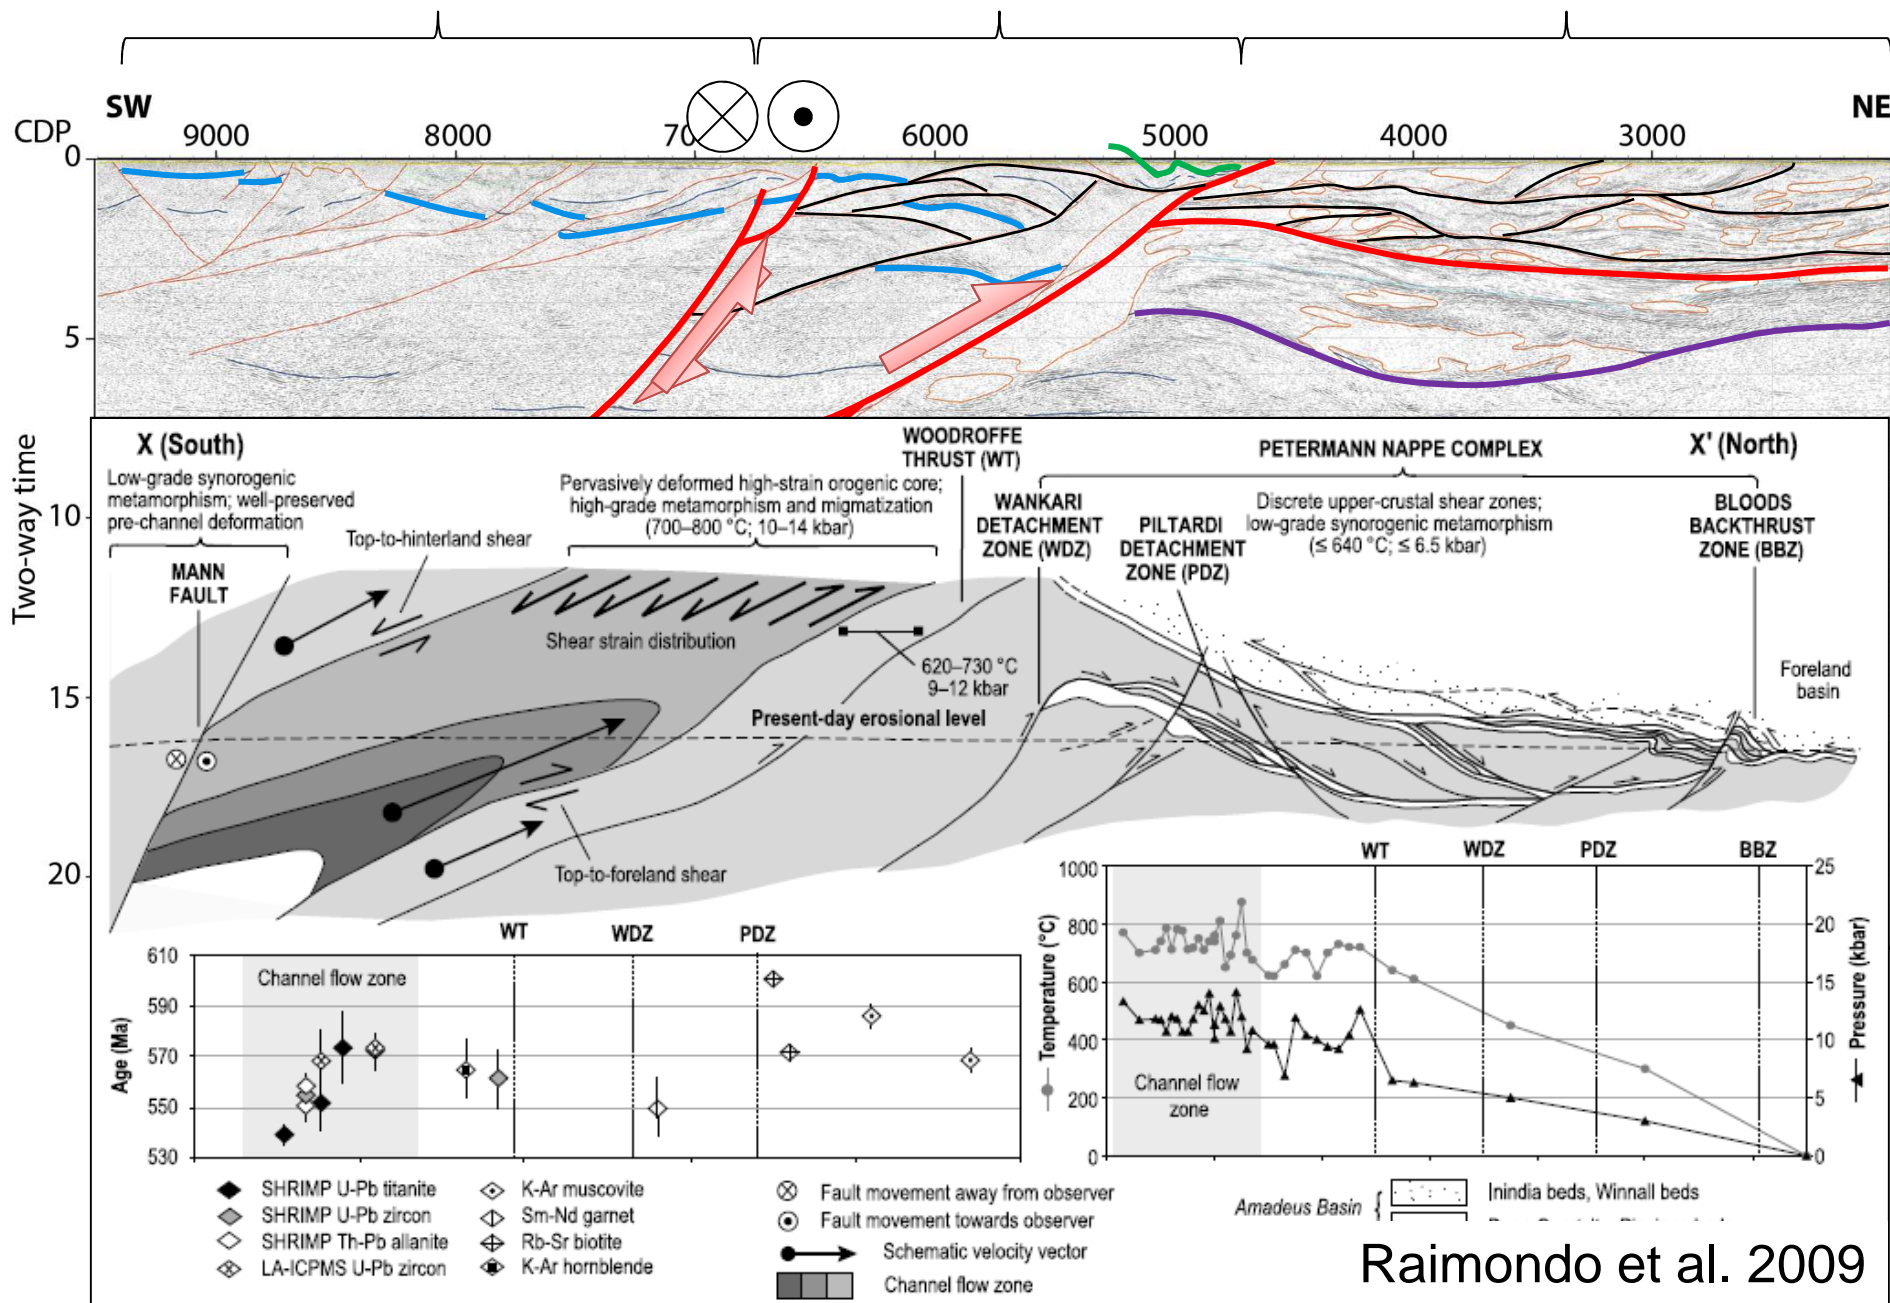 SW
NE
CDP
9000
8000
6000
5000
4000
3000
0
5
10
15
20
Two-way time
X (South)
Low-grade synorogenic
metamorphism; well-preserved
pre-channel deformation
MANN
FAULT
Top-to-hinterland shear
Pervasively deformed high-strain orogenic core;
high-grade metamorphism and migmatization
(700–800 °C; 10–14 kbar)
Shear strain distribution
WOODROFFE
THRUST (WT)
WANKARI
DETACHMENT
ZONE (WDZ)
PILTARDI
DETACHMENT
ZONE (PDZ)
PETERMANN NAPPE COMPLEX
Discrete upper-crustal shear zones;
low-grade synorogenic metamorphism
(≤ 640 °C; ≤ 6.5 kbar)
X' (North)
BLOODS
BACKTHRUST
ZONE (BBZ)
620–730 °C
9–12 kbar
Present-day erosional level
Foreland
basin
Top-to-foreland shear
WT
WDZ
PDZ
610
590
570
550
530
Age (Ma)
Channel flow zone
WT
WDZ
PDZ
BBZ
1000
800
600
400
200
0
Temperature (°C)
25
20
15
10
5
0
Pressure (kbar)
Channel flow
zone
SHRIMP U-Pb titanite
SHRIMP U-Pb zircon
SHRIMP Th-Pb allanite
LA-ICPMS U-Pb zircon
K-Ar muscovite
Sm-Nd garnet
Rb-Sr biotite
K-Ar hornblende
Fault movement away from observer
Fault movement towards observer
Schematic velocity vector
Channel flow zone
Amadeus Basin
Inindia beds, Winnall beds
Raimondo et al. 2009